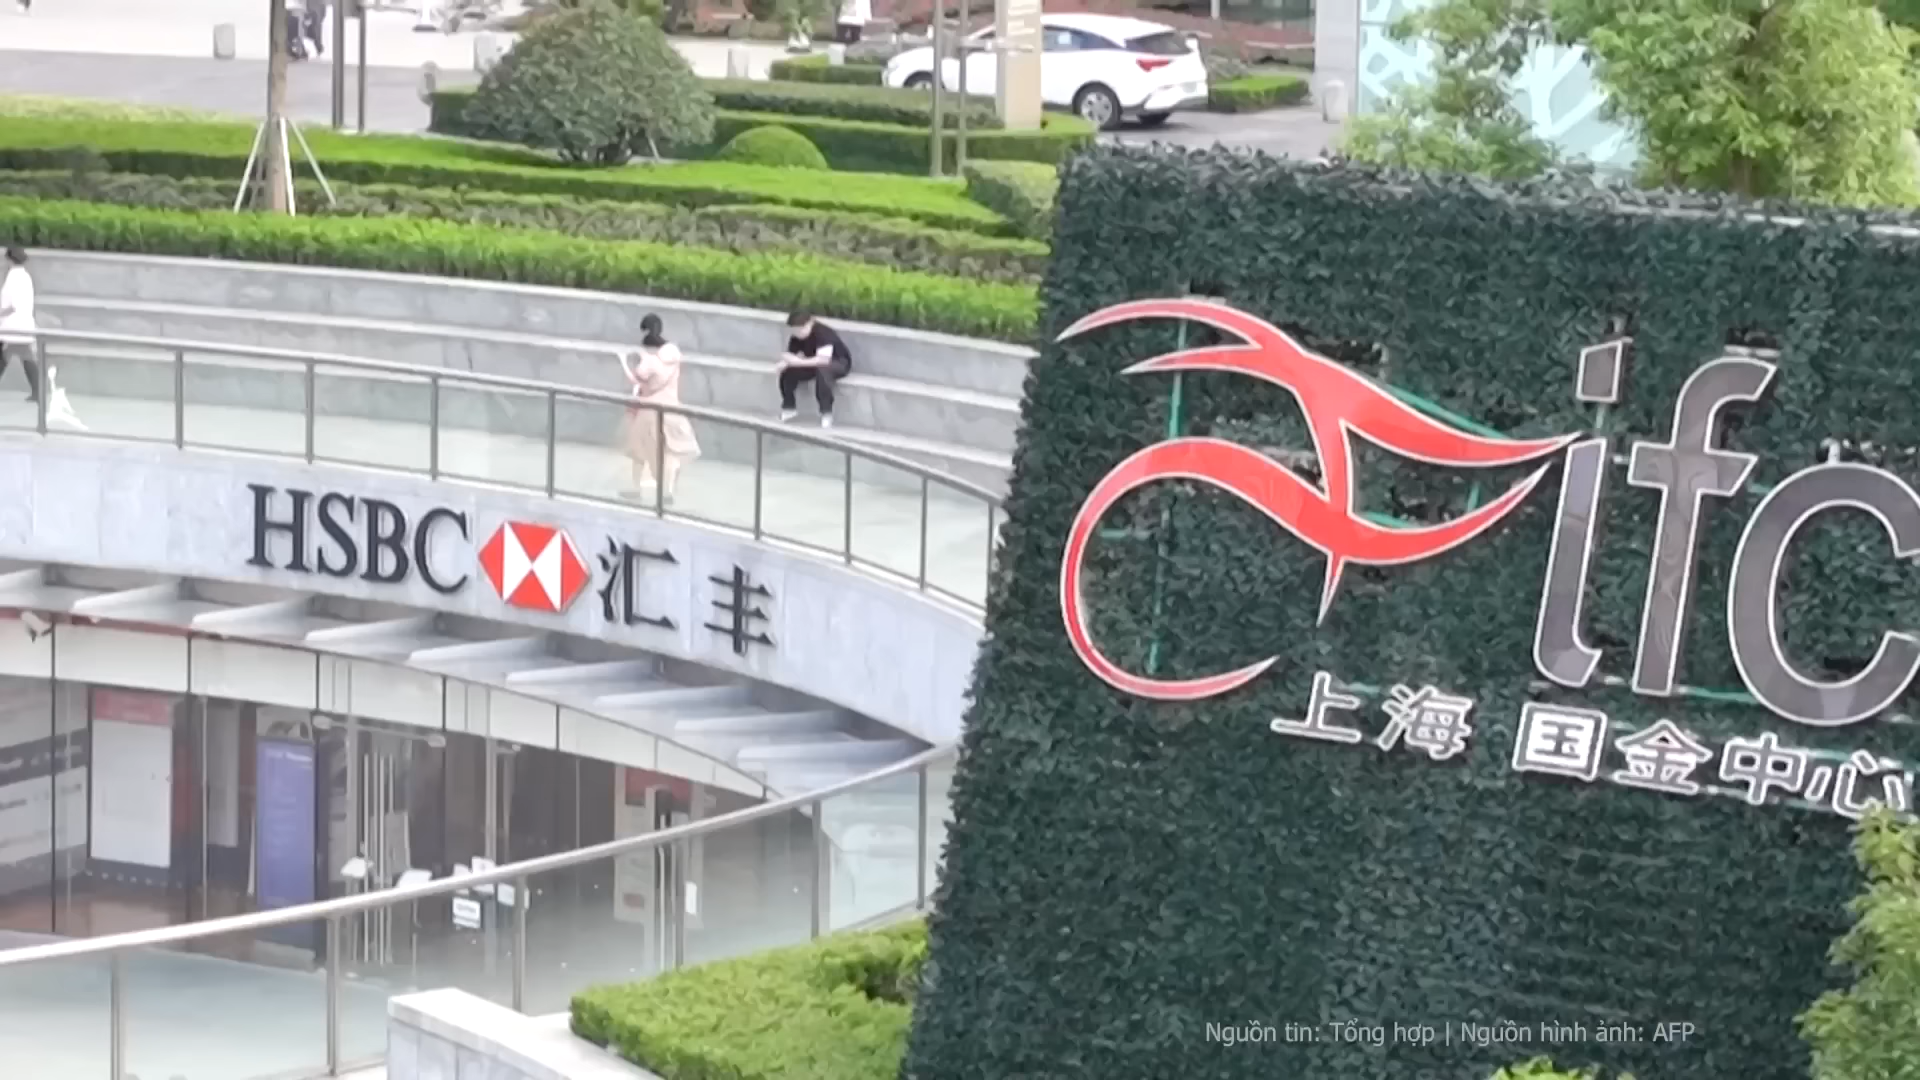 HSBC 汇丰
ifc
上海 国金中心
Nguồn tin: Tổng hợp | Nguồn hình ảnh: AFP